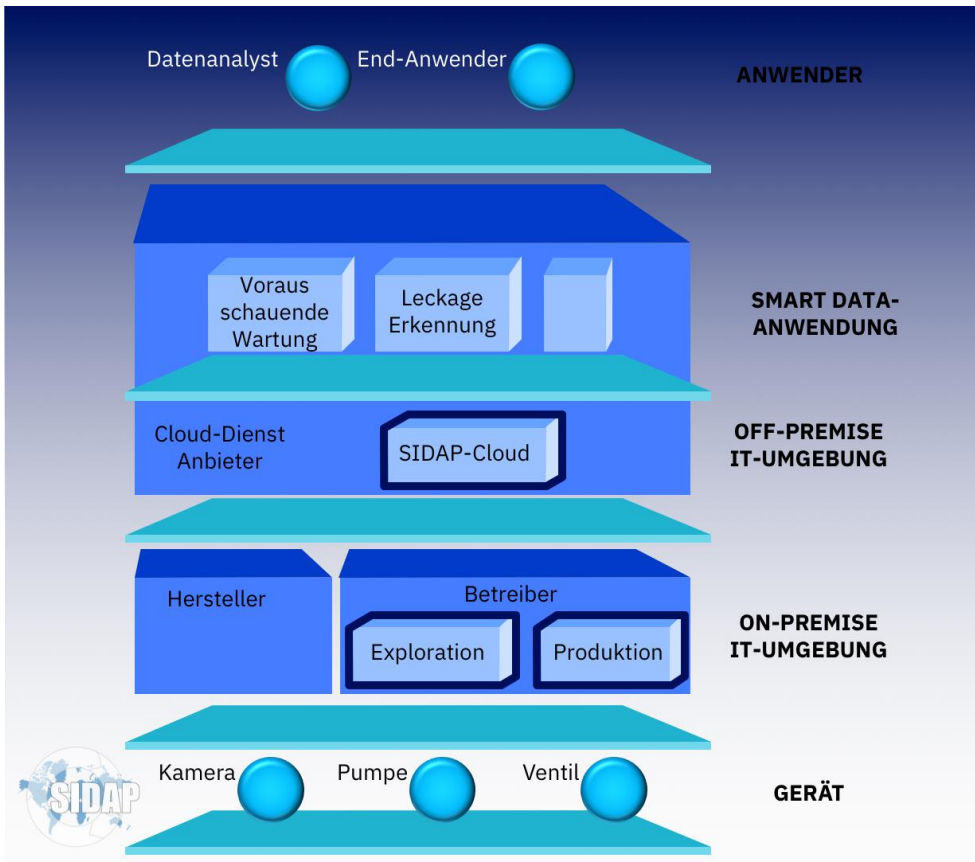 Datenanalyst
End-Anwender
ANWENDER
Voraus
schauende
Wartung
Leckage
Erkennung
SMART DATA-
ANWENDUNG
Cloud-Dienst
Anbieter
SIDAP-Cloud
OFF-PREMISE
IT-UMGEBUNG
Hersteller
Betreiber
Exploration
Produktion
ON-PREMISE
IT-UMGEBUNG
Kamera
Pumpe
Ventil
GERÄT
SIDAP